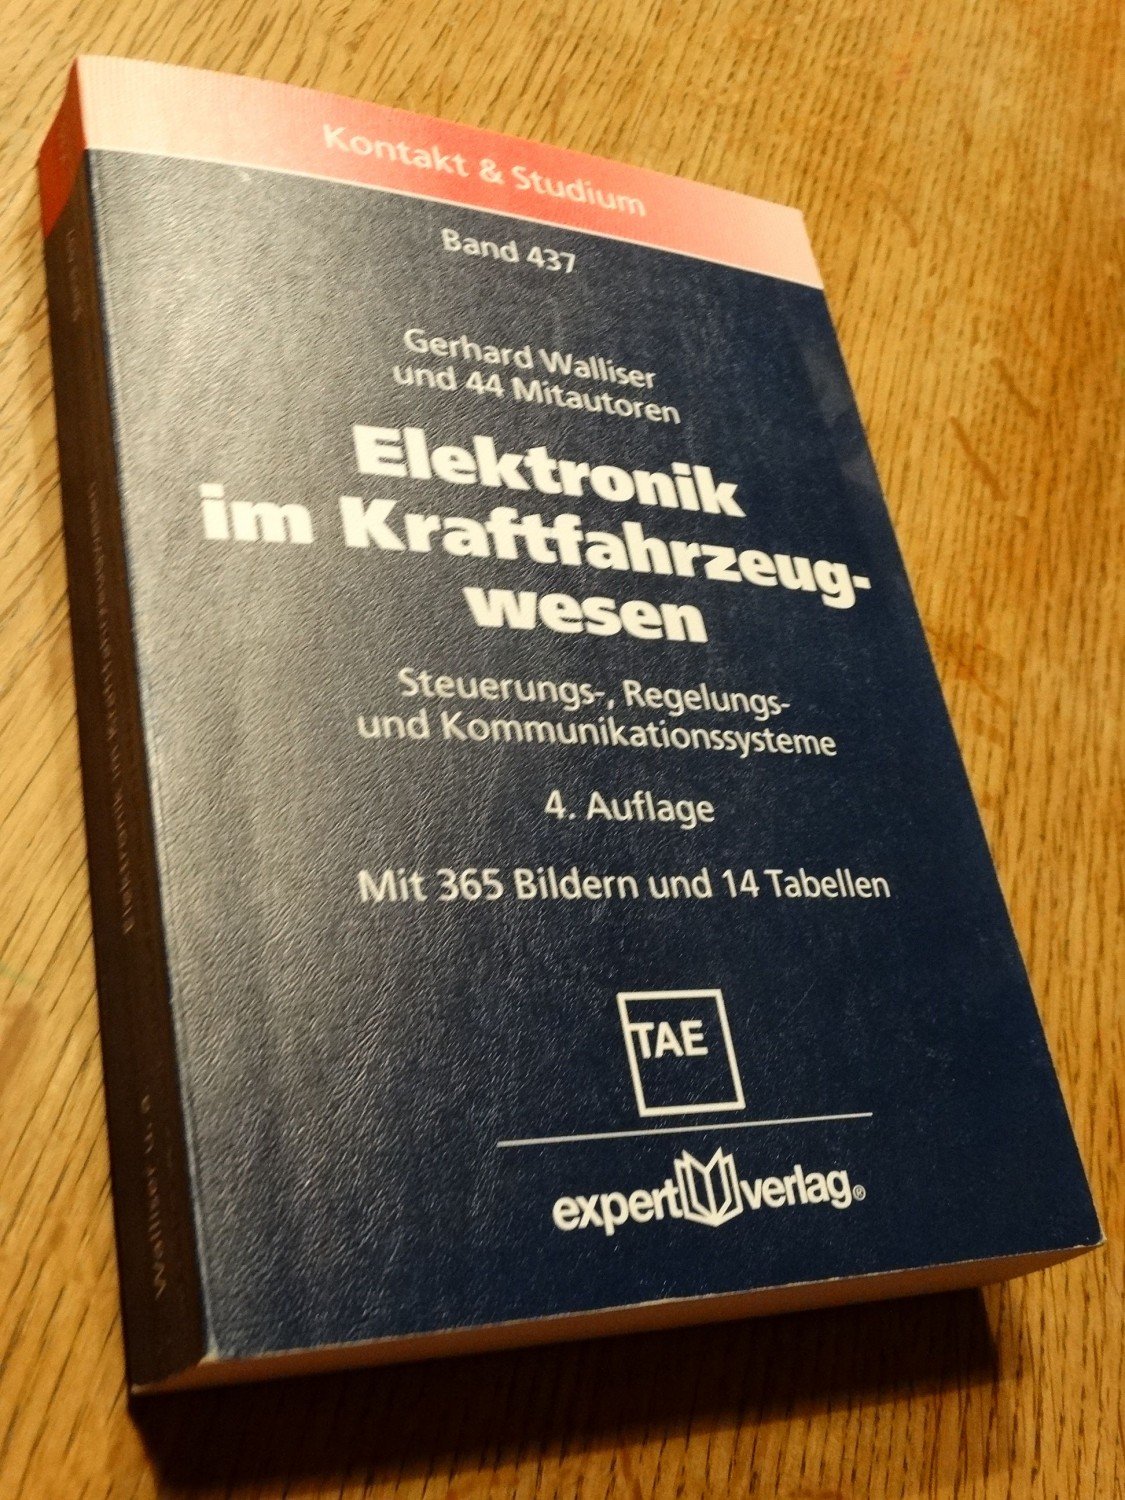 Kontakt & Studium
Band 437
Gerhard Walliser
und 44 Mitautoren
Elektronik
im Kraftfahrzeug-
wesen
Steuerungs-, Regelungs-
und Kommunikationssysteme
4. Auflage
Mit 365 Bildern und 14 Tabellen
TAE
expert verlag®
Walliser